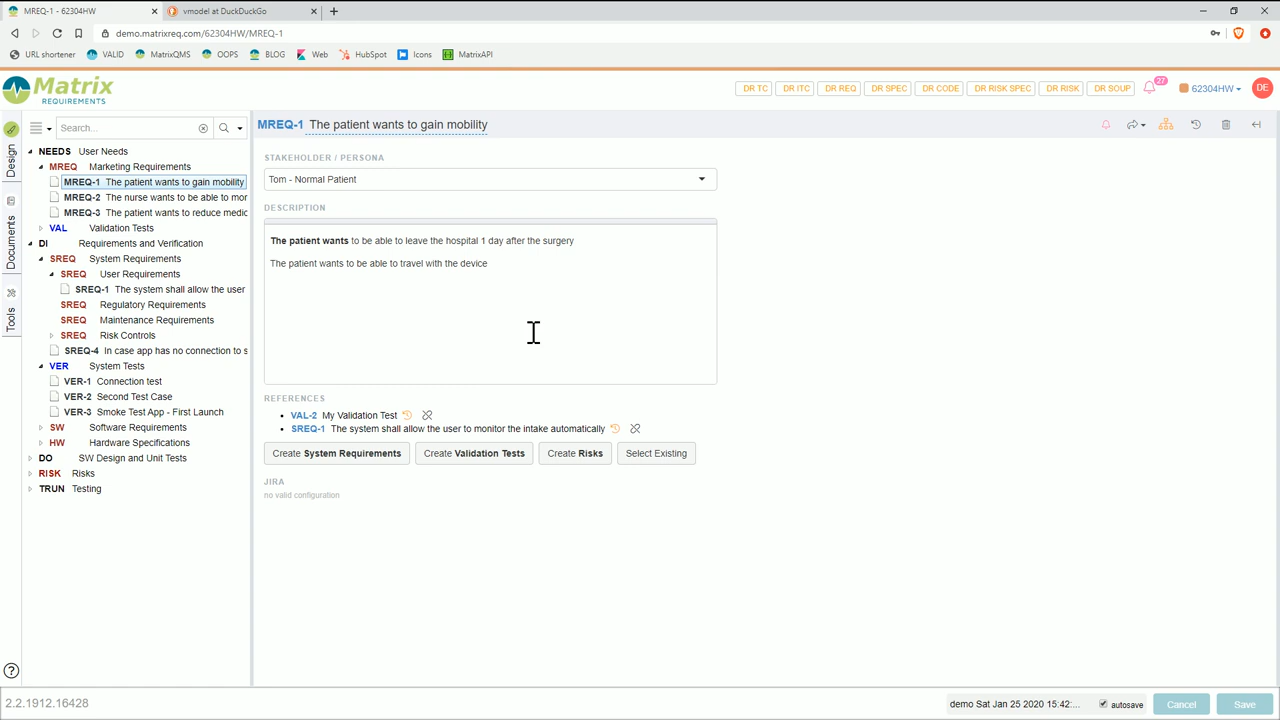 MREQ-1 - 62304HW
vmodel at DuckDuckGo
demo.matrixreq.com/62304HW/MREQ-1
URL shortener VALID MatrixQMS OOPS BLOG Web HubSpot Icons MatrixAPI
Matrix
REQUIREMENTS
DR TC DR ITC DR REQ DR SPEC DR CODE DR RISK SPEC DR RISK DR SOUP 27 62304HW DE
Design
Documents
Tools
Search...
NEEDS User Needs
MREQ Marketing Requirements
MREQ-1 The patient wants to gain mobility
MREQ-2 The nurse wants to be able to mor
MREQ-3 The patient wants to reduce medic
VAL Validation Tests
DI Requirements and Verification
SREQ System Requirements
SREQ User Requirements
SREQ-1 The system shall allow the user
SREQ Regulatory Requirements
SREQ Maintenance Requirements
SREQ Risk Controls
SREQ-4 In case app has no connection to s
VER System Tests
VER-1 Connection test
VER-2 Second Test Case
VER-3 Smoke Test App - First Launch
SW Software Requirements
HW Hardware Specifications
DO SW Design and Unit Tests
RISK Risks
TRUN Testing
MREQ-1 The patient wants to gain mobility
STAKEHOLDER / PERSONA
Tom - Normal Patient
DESCRIPTION
The patient wants to be able to leave the hospital 1 day after the surgery
The patient wants to be able to travel with the device
REFERENCES
VAL-2 My Validation Test
SREQ-1 The system shall allow the user to monitor the intake automatically
Create System Requirements Create Validation Tests Create Risks Select Existing
JIRA
no valid configuration
2.2.1912.16428
demo Sat Jan 25 2020 15:42:... autosave Cancel Save